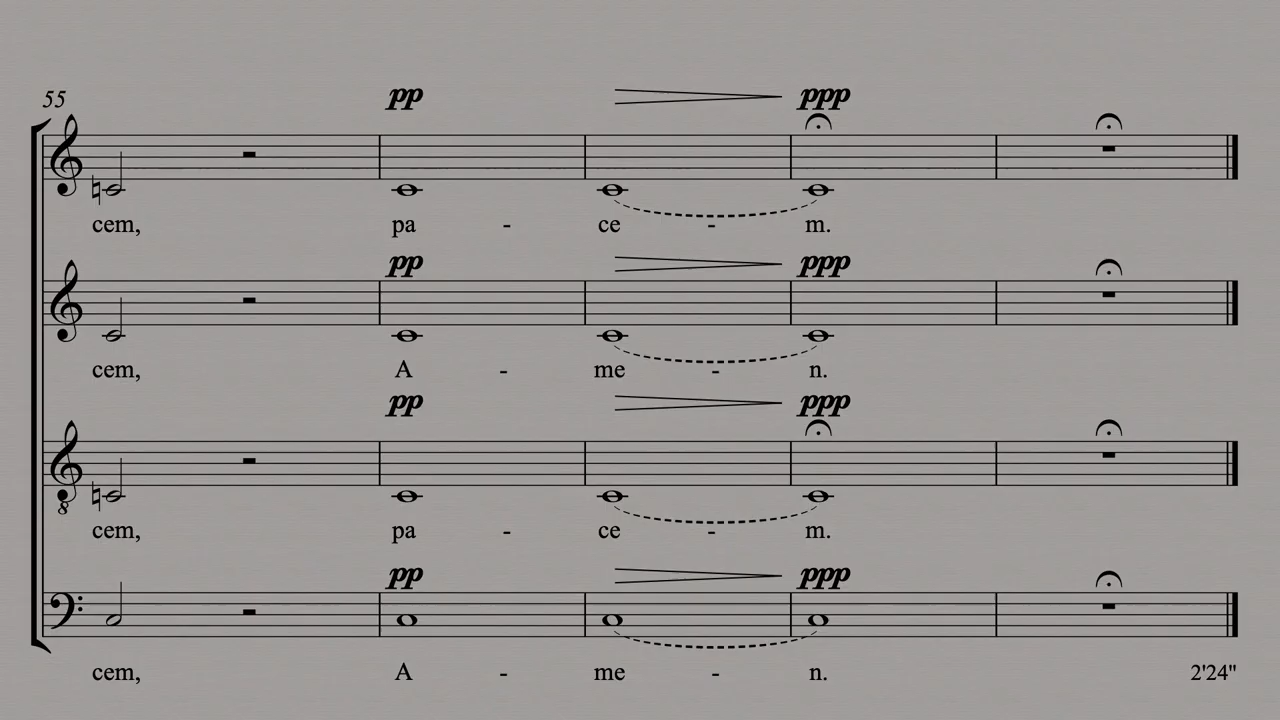 55
pp ppp
cem, pa - ce - m.
pp ppp
cem, A - me - n.
pp ppp
8
cem, pa - ce - m.
pp ppp
cem, A - me - n. 2'24"